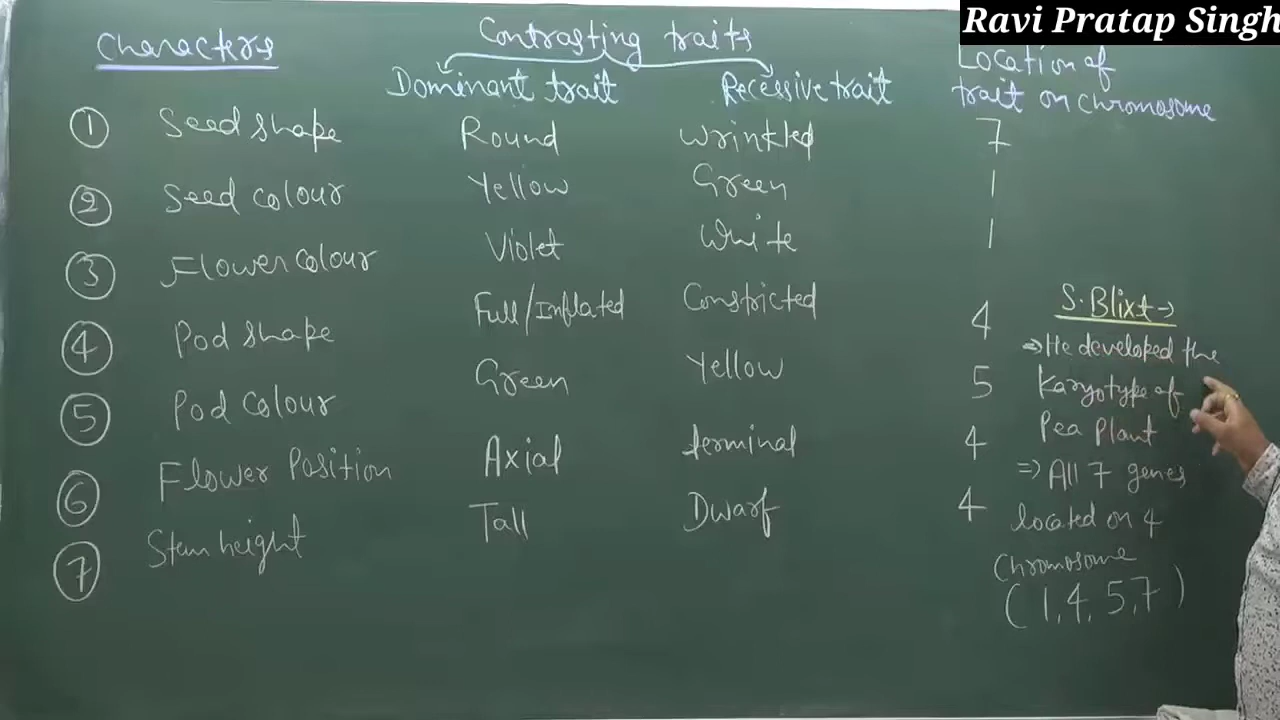 Ravi Pratap Singh
Characters
Contrasting traits
Dominant trait
Recessive trait
Location of
trait on chromosome
1 Seed shape Round Wrinkled 7
2 Seed colour Yellow Green 1
3 Flower colour Violet White 1
4 Pod shape Full/Inflated Constricted 4
5 Pod colour Green Yellow 5
6 Flower Position Axial terminal 4
7 Stem height Tall Dwarf 4
S. Blixt →
⇒ He developed the
Karyotype of
Pea Plant
⇒ All 7 genes
located on 4
Chromosome
(1,4, 5,7)